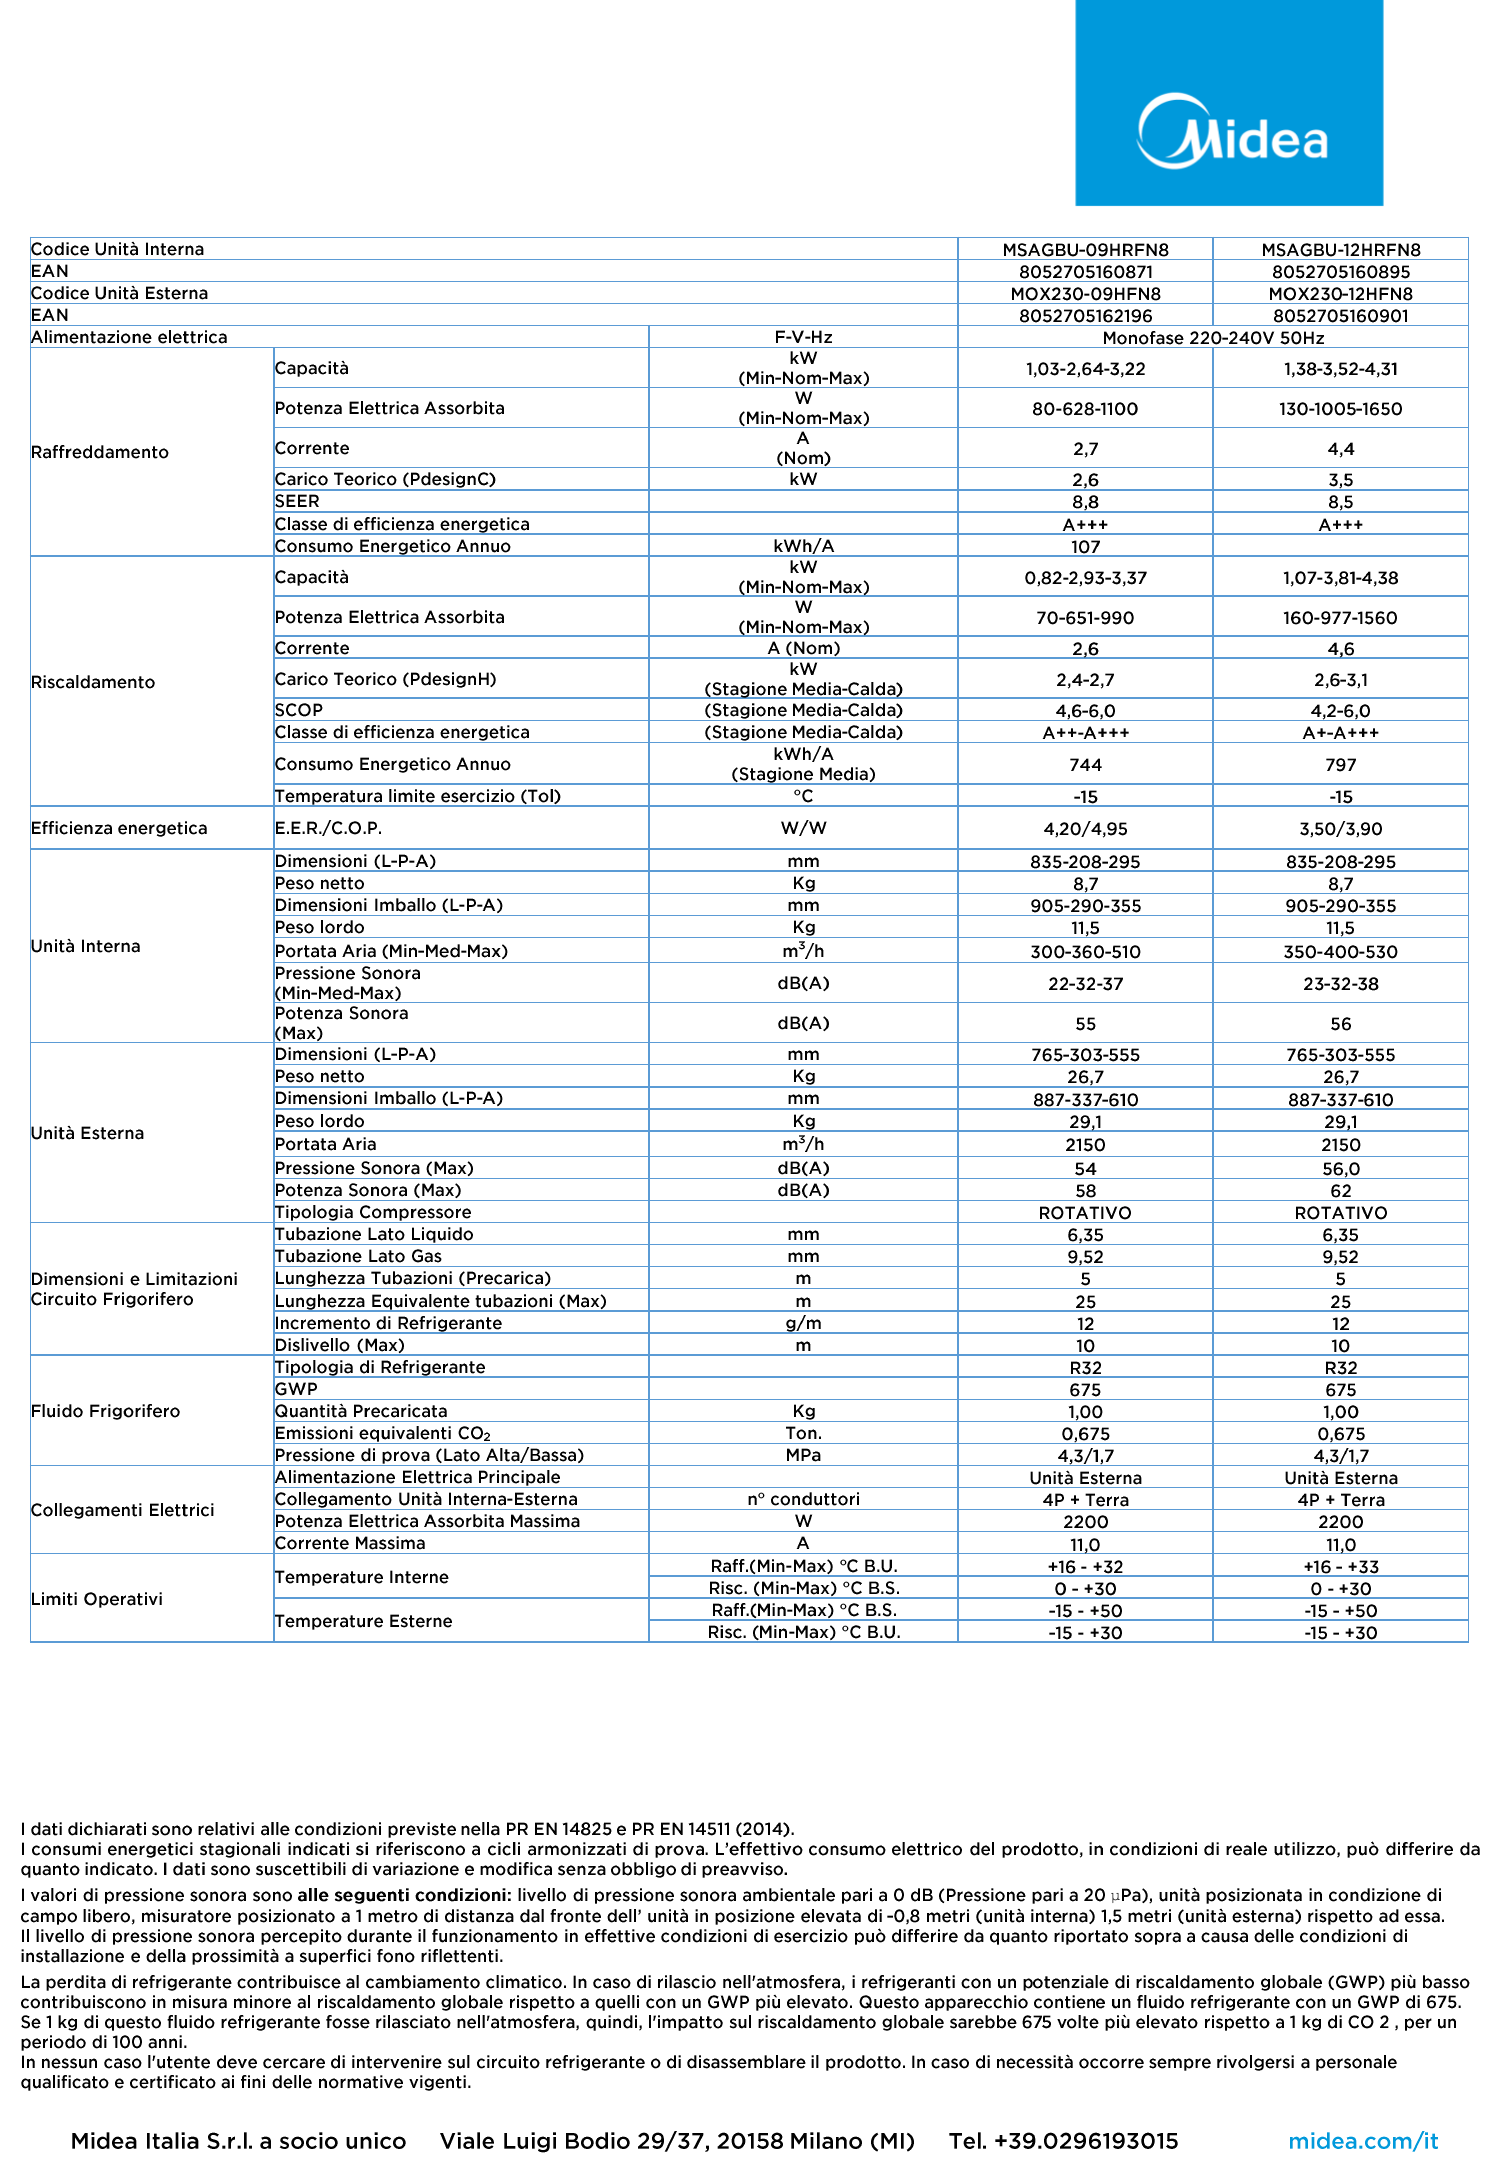 Midea
Codice Unità Interna MSAGBU-09HRFN8 MSAGBU-12HRFN8
EAN 8052705160871 8052705160895
Codice Unità Esterna MOX230-09HFN8 MOX230-12HFN8
EAN 8052705162196 8052705160901
Alimentazione elettrica F-V-Hz Monofase 220-240V 50Hz
Raffreddamento
Capacità kW
(Min-Nom-Max) 1,03-2,64-3,22 1,38-3,52-4,31
Potenza Elettrica Assorbita W
(Min-Nom-Max) 80-628-1100 130-1005-1650
Corrente A
(Nom) 2,7 4,4
Carico Teorico (PdesignC) kW 2,6 3,5
SEER 8,8 8,5
Classe di efficienza energetica A+++ A+++
Consumo Energetico Annuo kWh/A 107
Riscaldamento
Capacità kW
(Min-Nom-Max) 0,82-2,93-3,37 1,07-3,81-4,38
Potenza Elettrica Assorbita W
(Min-Nom-Max) 70-651-990 160-977-1560
Corrente A (Nom) 2,6 4,6
Carico Teorico (PdesignH) kW
(Stagione Media-Calda) 2,4-2,7 2,6-3,1
SCOP (Stagione Media-Calda) 4,6-6,0 4,2-6,0
Classe di efficienza energetica (Stagione Media-Calda) A++-A+++ A+-A+++
Consumo Energetico Annuo kWh/A
(Stagione Media) 744 797
Temperatura limite esercizio (Tol) °C -15 -15
Efficienza energetica E.E.R./C.O.P. W/W 4,20/4,95 3,50/3,90
Unità Interna
Dimensioni (L-P-A) mm 835-208-295 835-208-295
Peso netto Kg 8,7 8,7
Dimensioni Imballo (L-P-A) mm 905-290-355 905-290-355
Peso lordo Kg 11,5 11,5
Portata Aria (Min-Med-Max) m³/h 300-360-510 350-400-530
Pressione Sonora
(Min-Med-Max) dB(A) 22-32-37 23-32-38
Potenza Sonora
(Max) dB(A) 55 56
Unità Esterna
Dimensioni (L-P-A) mm 765-303-555 765-303-555
Peso netto Kg 26,7 26,7
Dimensioni Imballo (L-P-A) mm 887-337-610 887-337-610
Peso lordo Kg 29,1 29,1
Portata Aria m³/h 2150 2150
Pressione Sonora (Max) dB(A) 54 56,0
Potenza Sonora (Max) dB(A) 58 62
Tipologia Compressore ROTATIVO ROTATIVO
Dimensioni e Limitazioni
Circuito Frigorifero
Tubazione Lato Liquido mm 6,35 6,35
Tubazione Lato Gas mm 9,52 9,52
Lunghezza Tubazioni (Precarica) m 5 5
Lunghezza Equivalente tubazioni (Max) m 25 25
Incremento di Refrigerante g/m 12 12
Dislivello (Max) m 10 10
Fluido Frigorifero
Tipologia di Refrigerante R32 R32
GWP 675 675
Quantità Precaricata Kg 1,00 1,00
Emissioni equivalenti CO₂ Ton. 0,675 0,675
Pressione di prova (Lato Alta/Bassa) MPa 4,3/1,7 4,3/1,7
Collegamenti Elettrici
Alimentazione Elettrica Principale Unità Esterna Unità Esterna
Collegamento Unità Interna-Esterna n° conduttori 4P + Terra 4P + Terra
Potenza Elettrica Assorbita Massima W 2200 2200
Corrente Massima A 11,0 11,0
Limiti Operativi
Temperature Interne Raff.(Min-Max) °C B.U. +16 - +32 +16 - +33
Risc. (Min-Max) °C B.S. 0 - +30 0 - +30
Temperature Esterne Raff.(Min-Max) °C B.S. -15 - +50 -15 - +50
Risc. (Min-Max) °C B.U. -15 - +30 -15 - +30
I dati dichiarati sono relativi alle condizioni previste nella PR EN 14825 e PR EN 14511 (2014).
I consumi energetici stagionali indicati si riferiscono a cicli armonizzati di prova. L'effettivo consumo elettrico del prodotto, in condizioni di reale utilizzo, può differire da
quanto indicato. I dati sono suscettibili di variazione e modifica senza obbligo di preavviso.
I valori di pressione sonora sono alle seguenti condizioni: livello di pressione sonora ambientale pari a 0 dB (Pressione pari a 20 µPa), unità posizionata in condizione di
campo libero, misuratore posizionato a 1 metro di distanza dal fronte dell' unità in posizione elevata di -0,8 metri (unità interna) 1,5 metri (unità esterna) rispetto ad essa.
Il livello di pressione sonora percepito durante il funzionamento in effettive condizioni di esercizio può differire da quanto riportato sopra a causa delle condizioni di
installazione e della prossimità a superfici fono riflettenti.
La perdita di refrigerante contribuisce al cambiamento climatico. In caso di rilascio nell'atmosfera, i refrigeranti con un potenziale di riscaldamento globale (GWP) più basso
contribuiscono in misura minore al riscaldamento globale rispetto a quelli con un GWP più elevato. Questo apparecchio contiene un fluido refrigerante con un GWP di 675.
Se 1 kg di questo fluido refrigerante fosse rilasciato nell'atmosfera, quindi, l'impatto sul riscaldamento globale sarebbe 675 volte più elevato rispetto a 1 kg di CO 2 , per un
periodo di 100 anni.
In nessun caso l'utente deve cercare di intervenire sul circuito refrigerante o di disassemblare il prodotto. In caso di necessità occorre sempre rivolgersi a personale
qualificato e certificato ai fini delle normative vigenti.
Midea Italia S.r.l. a socio unico Viale Luigi Bodio 29/37, 20158 Milano (MI) Tel. +39.0296193015 midea.com/it